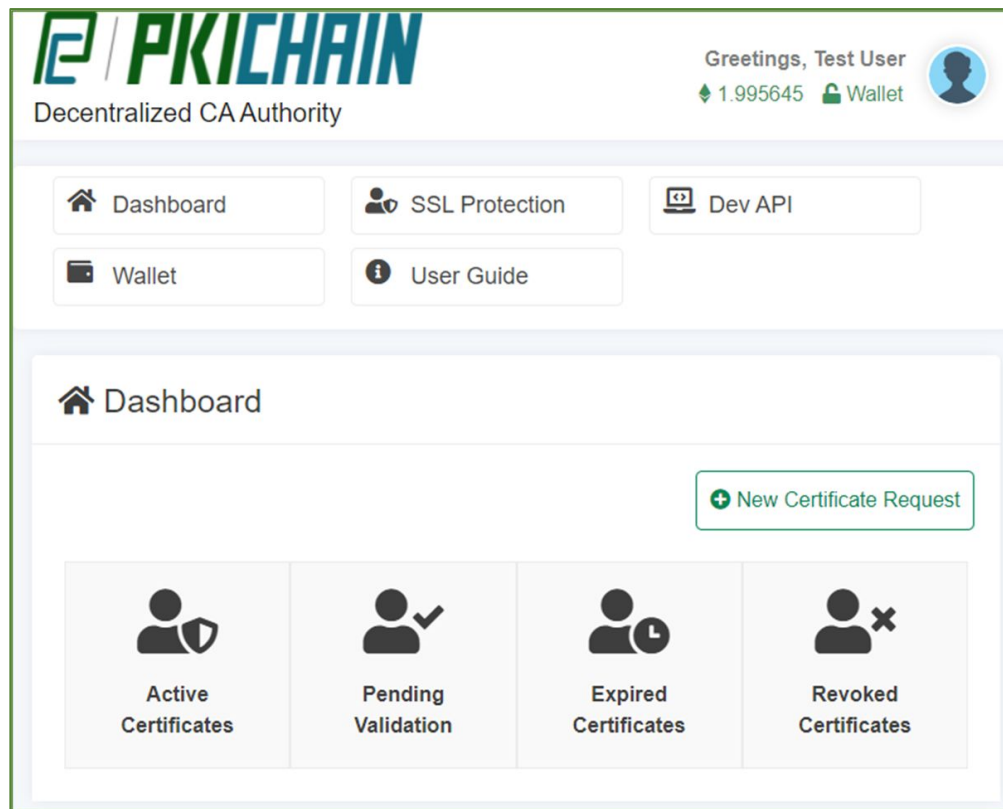 PKICHAIN
Decentralized CA Authority
Greetings, Test User
1.995645 Wallet
Dashboard
SSL Protection
Dev API
Wallet
User Guide
Dashboard
New Certificate Request
Active
Certificates
Pending
Validation
Expired
Certificates
Revoked
Certificates